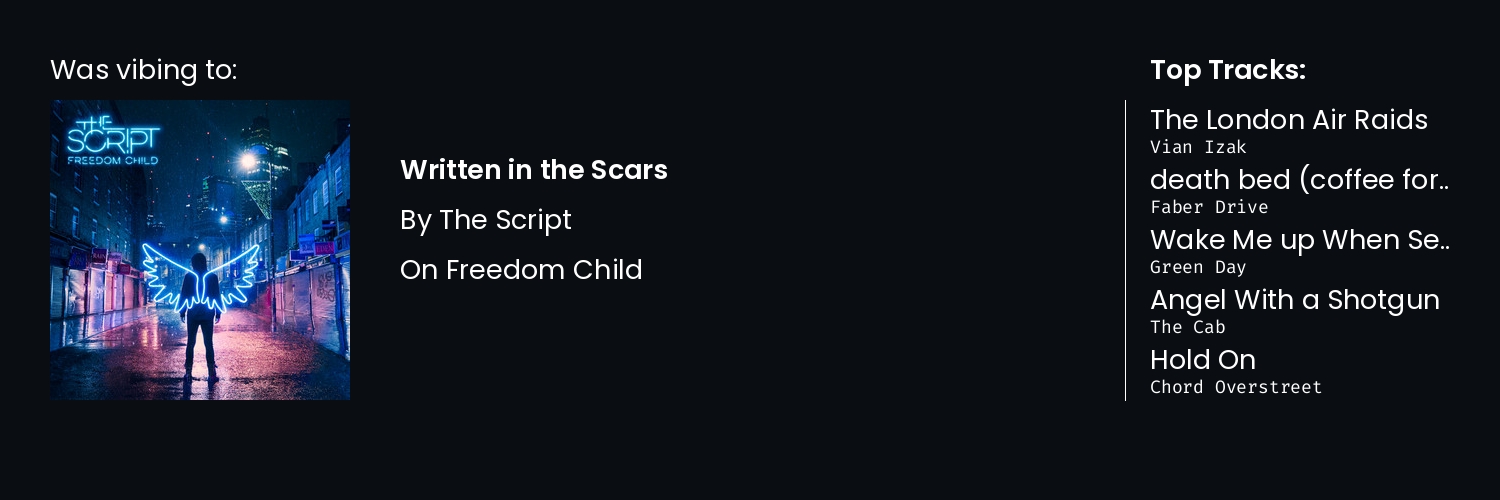 Was vibing to:
THE
SCRIPT
FREEDOM CHILD
Written in the Scars
By The Script
On Freedom Child
Top Tracks:
The London Air Raids
Vian Izak
death bed (coffee for..
Faber Drive
Wake Me up When Se..
Green Day
Angel With a Shotgun
The Cab
Hold On
Chord Overstreet